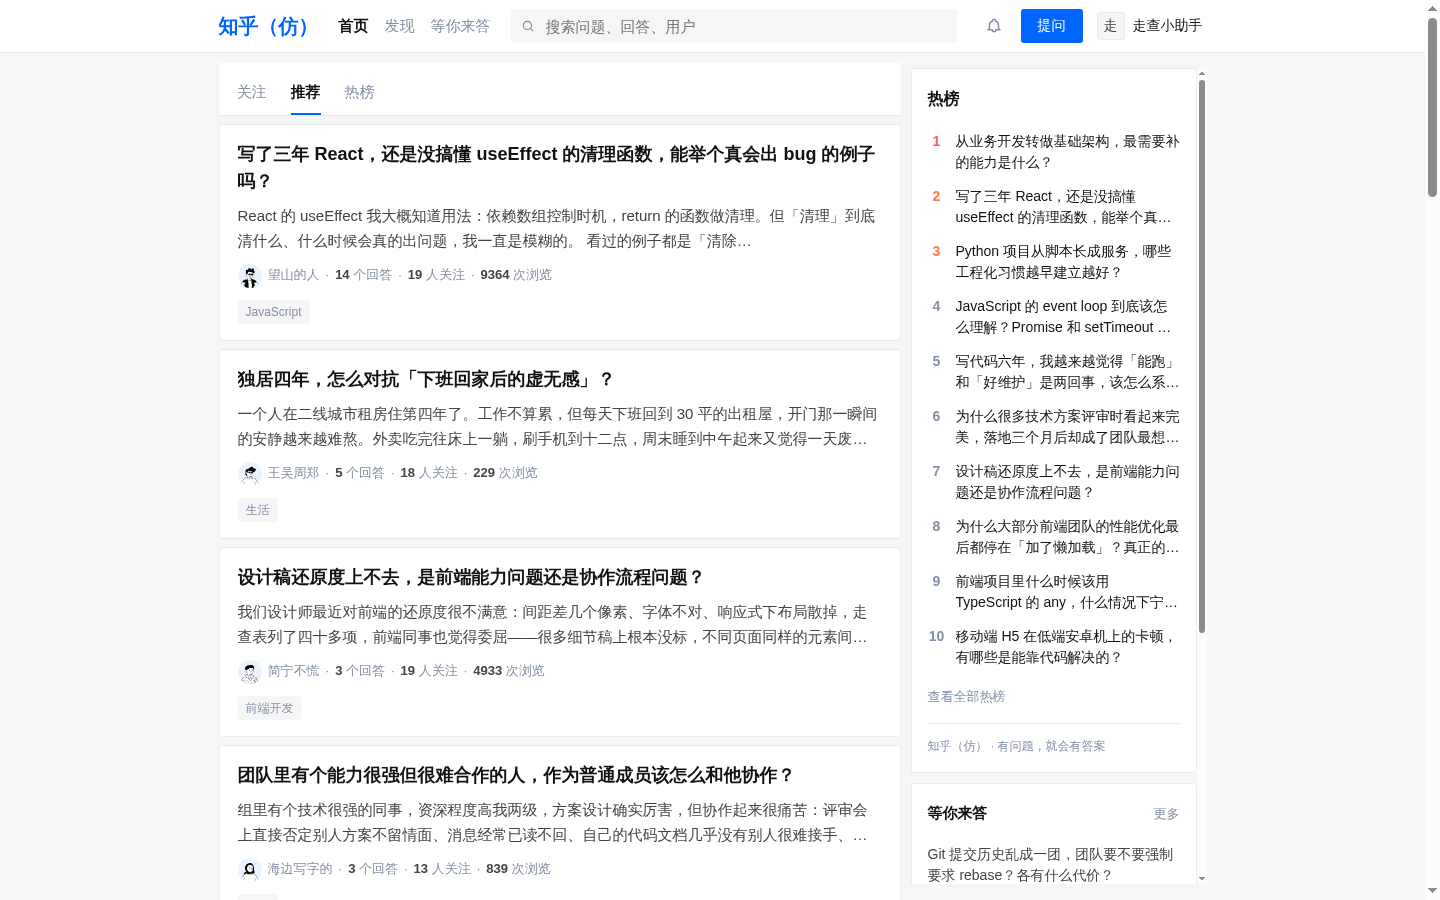 知乎（仿） 首页 发现 等你来答 搜索问题、回答、用户 提问 走 走查小助手
关注 推荐 热榜
写了三年 React，还是没搞懂 useEffect 的清理函数，能举个真会出 bug 的例子
吗？
React 的 useEffect 我大概知道用法：依赖数组控制时机，return 的函数做清理。但「清理」到底
清什么、什么时候会真的出问题，我一直是模糊的。 看过的例子都是「清除…
望山的人 · 14 个回答 · 19 人关注 · 9364 次浏览
JavaScript
独居四年，怎么对抗「下班回家后的虚无感」？
一个人在二线城市租房住第四年了。工作不算累，但每天下班回到 30 平的出租屋，开门那一瞬间
的安静越来越难熬。外卖吃完往床上一躺，刷手机到十二点，周末睡到中午起来又觉得一天废…
王吴周郑 · 5 个回答 · 18 人关注 · 229 次浏览
生活
设计稿还原度上不去，是前端能力问题还是协作流程问题？
我们设计师最近对前端的还原度很不满意：间距差几个像素、字体不对、响应式下布局散掉，走
查表列了四十多项，前端同事也觉得委屈——很多细节稿上根本没标，不同页面同样的元素间…
简宁不慌 · 3 个回答 · 19 人关注 · 4933 次浏览
前端开发
团队里有个能力很强但很难合作的人，作为普通成员该怎么和他协作？
组里有个技术很强的同事，资深程度高我两级，方案设计确实厉害，但协作起来很痛苦：评审会
上直接否定别人方案不留情面、消息经常已读不回、自己的代码文档几乎没有别人很难接手、…
海边写字的 · 3 个回答 · 13 人关注 · 839 次浏览
热榜
1 从业务开发转做基础架构，最需要补
的能力是什么？
2 写了三年 React，还是没搞懂
useEffect 的清理函数，能举个真…
3 Python 项目从脚本长成服务，哪些
工程化习惯越早建立越好？
4 JavaScript 的 event loop 到底该怎
么理解？Promise 和 setTimeout …
5 写代码六年，我越来越觉得「能跑」
和「好维护」是两回事，该怎么系…
6 为什么很多技术方案评审时看起来完
美，落地三个月后却成了团队最想…
7 设计稿还原度上不去，是前端能力问
题还是协作流程问题？
8 为什么大部分前端团队的性能优化最
后都停在「加了懒加载」？真正的…
9 前端项目里什么时候该用
TypeScript 的 any，什么情况下宁…
10 移动端 H5 在低端安卓机上的卡顿，
有哪些是能靠代码解决的？
查看全部热榜
知乎（仿） · 有问题，就会有答案
等你来答 更多
Git 提交历史乱成一团，团队要不要强制
要求 rebase？各有什么代价？